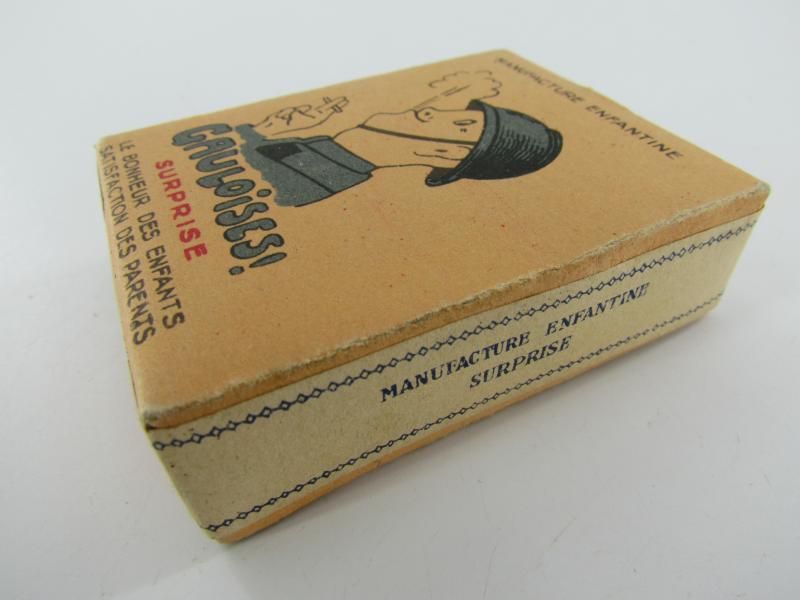 MANUFACTURE ENFANTINE
GAULOISES!
SURPRISE
LE BONHEUR DES ENFANTS
SATISFACTION DES PARENTS
MANUFACTURE ENFANTINE
SURPRISE